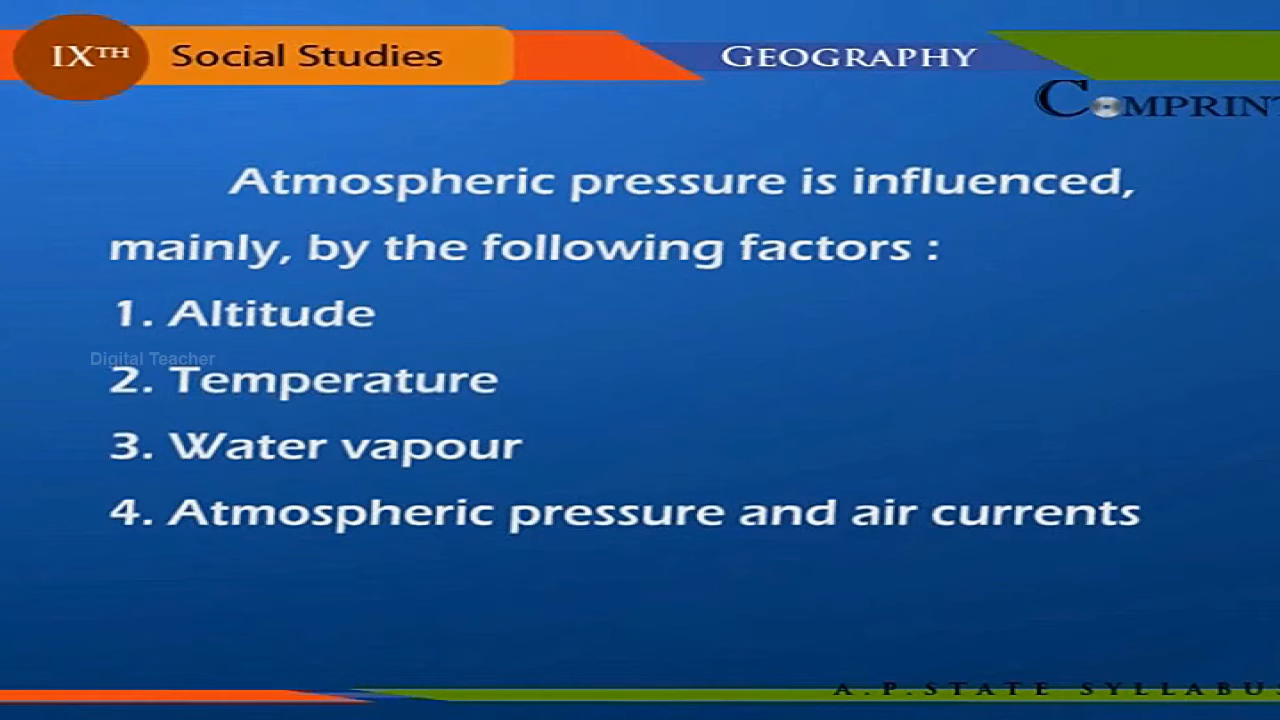 IXTH Social Studies GEOGRAPHY
COMPRINT
Atmospheric pressure is influenced,
mainly, by the following factors :
1. Altitude
Digital Teacher
2. Temperature
3. Water vapour
4. Atmospheric pressure and air currents
A.P.STATE SYLLABUS